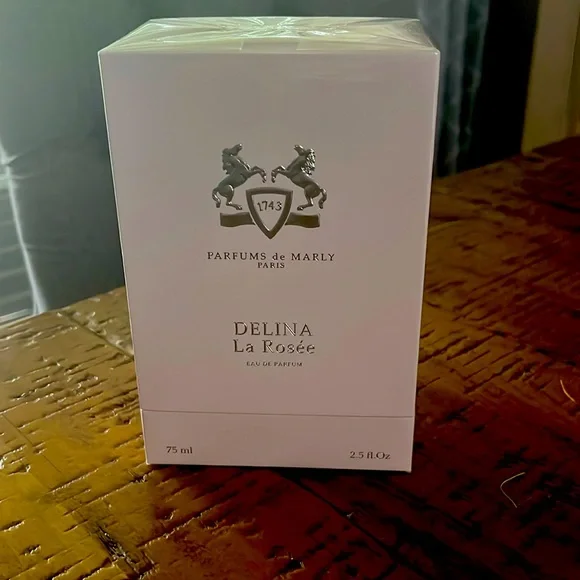 1743
PARFUMS de MARLY
PARIS
DELINA
La Rosée
EAU DE PARFUM
75 ml
2.5 fl.Oz